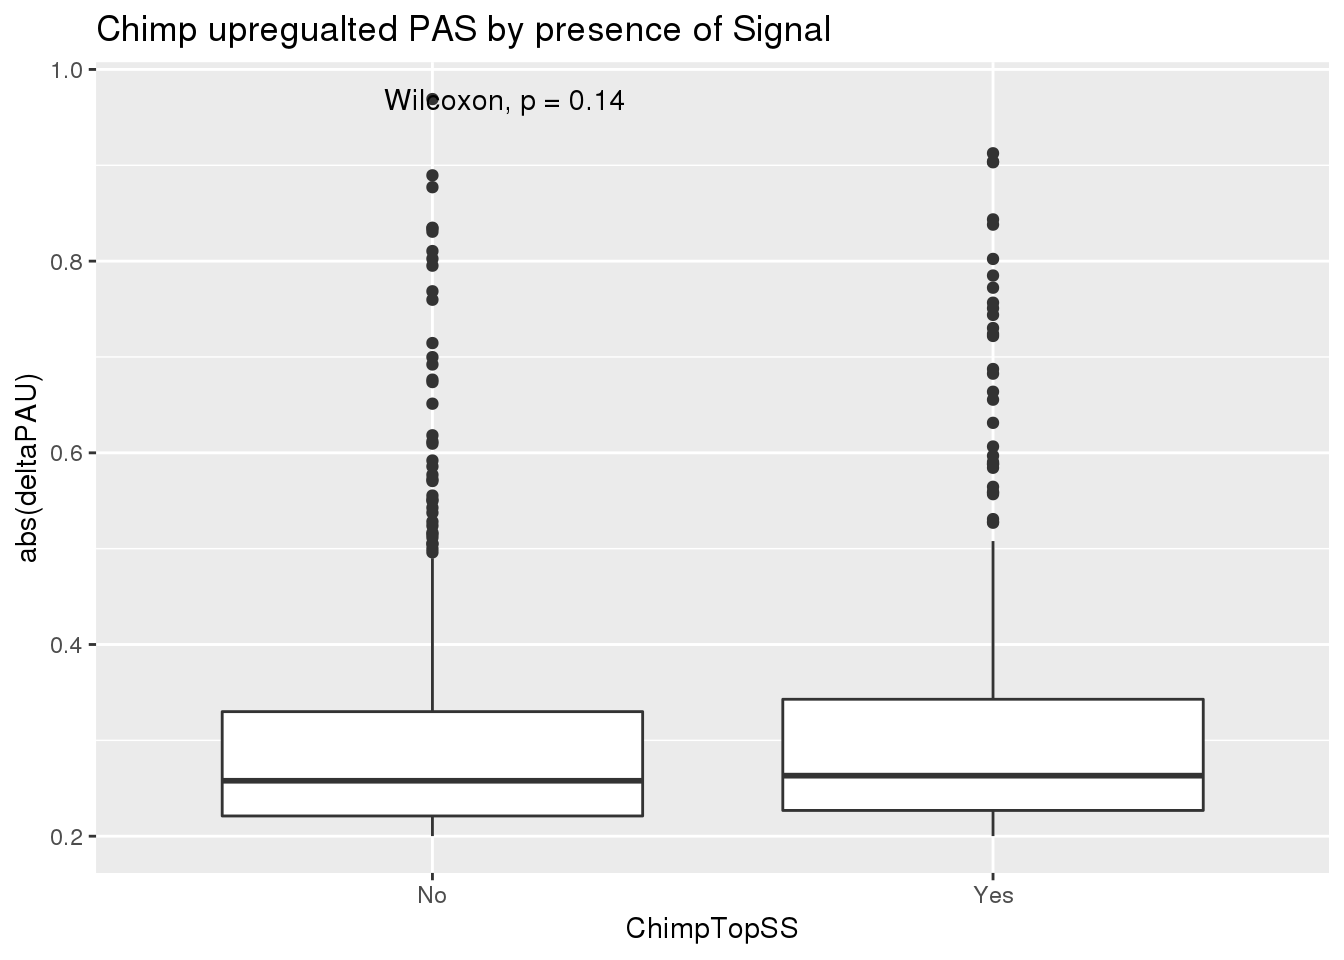 Chimp upregualted PAS by presence of Signal
1.0
Wilcoxon, p = 0.14
0.8
0.6
0.4
0.2
abs(deltaPAU)
No
Yes
ChimpTopSS